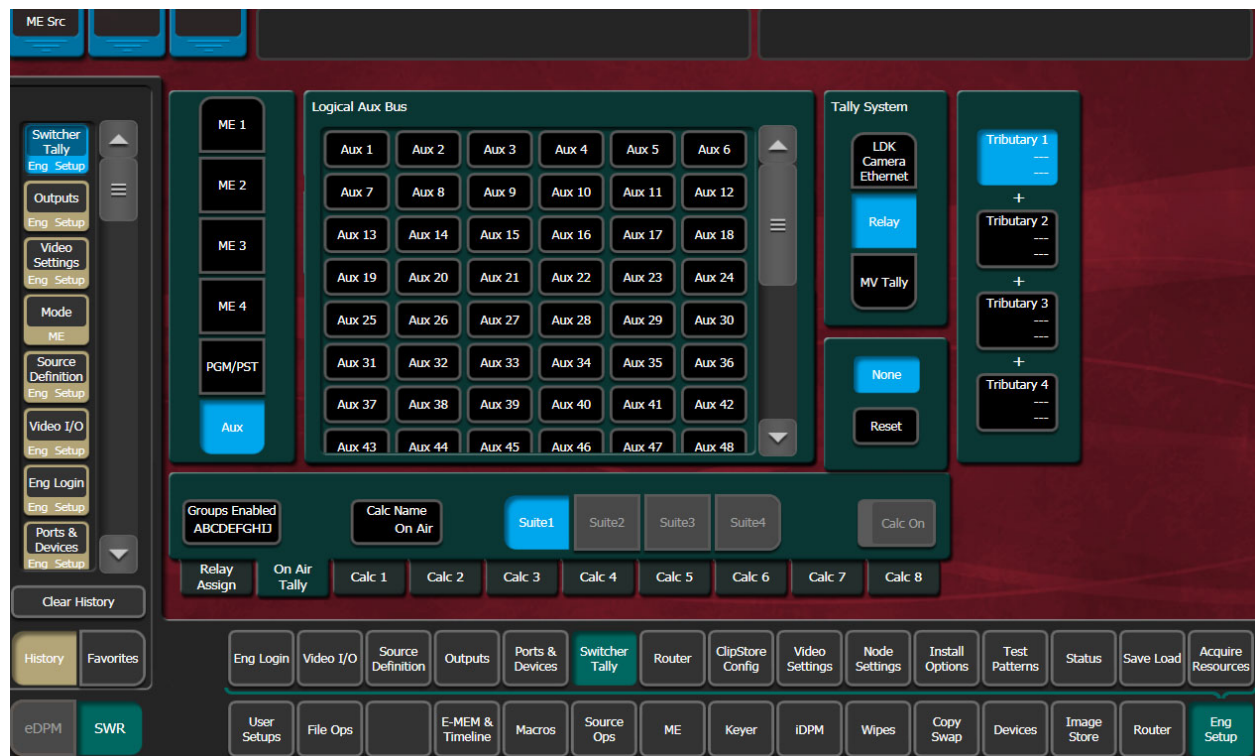 ME Src
Switcher
Tally
Eng Setup
Outputs
Eng Setup
Video
Settings
Eng Setup
Mode
ME
Source
Definition
Eng Setup
Video I/O
Eng Setup
Eng Login
Eng Setup
Ports &
Devices
Eng Setup
Clear History
History
Favorites
eDPM
SWR
ME 1
ME 2
ME 3
ME 4
PGM/PST
Aux
Logical Aux Bus
Aux 1 Aux 2 Aux 3 Aux 4 Aux 5 Aux 6
Aux 7 Aux 8 Aux 9 Aux 10 Aux 11 Aux 12
Aux 13 Aux 14 Aux 15 Aux 16 Aux 17 Aux 18
Aux 19 Aux 20 Aux 21 Aux 22 Aux 23 Aux 24
Aux 25 Aux 26 Aux 27 Aux 28 Aux 29 Aux 30
Aux 31 Aux 32 Aux 33 Aux 34 Aux 35 Aux 36
Aux 37 Aux 38 Aux 39 Aux 40 Aux 41 Aux 42
Aux 43 Aux 44 Aux 45 Aux 46 Aux 47 Aux 48
Tally System
LDK
Camera
Ethernet
Relay
MV Tally
None
Reset
Tributary 1
---
---
+
Tributary 2
---
---
+
Tributary 3
---
---
+
Tributary 4
---
---
Groups Enabled
ABCDEFGHIJ
Calc Name
On Air
Suite1 Suite2 Suite3 Suite4
Calc On
Relay
Assign
On Air
Tally
Calc 1 Calc 2 Calc 3 Calc 4 Calc 5 Calc 6 Calc 7 Calc 8
Eng Login
Video I/O
Source
Definition
Outputs
Ports &
Devices
Switcher
Tally
Router
ClipStore
Config
Video
Settings
Node
Settings
Install
Options
Test
Patterns
Status
Save Load
Acquire
Resources
User
Setups
File Ops
E-MEM &
Timeline
Macros
Source
Ops
ME
Keyer
iDPM
Wipes
Copy
Swap
Devices
Image
Store
Router
Eng
Setup